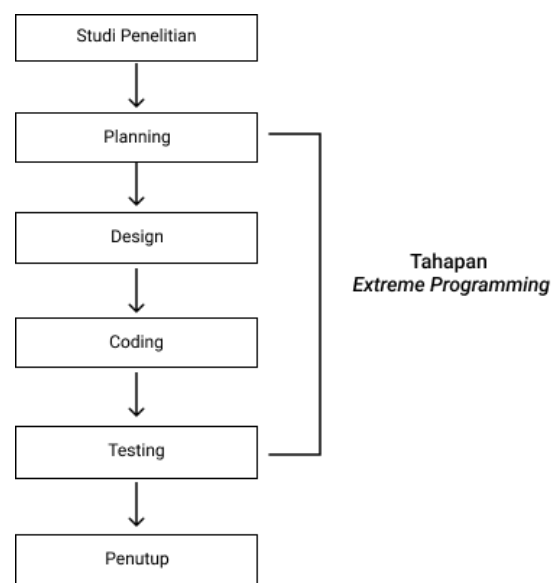 Studi Penelitian
Planning
Design
Tahapan
Extreme Programming
Coding
Testing
Penutup